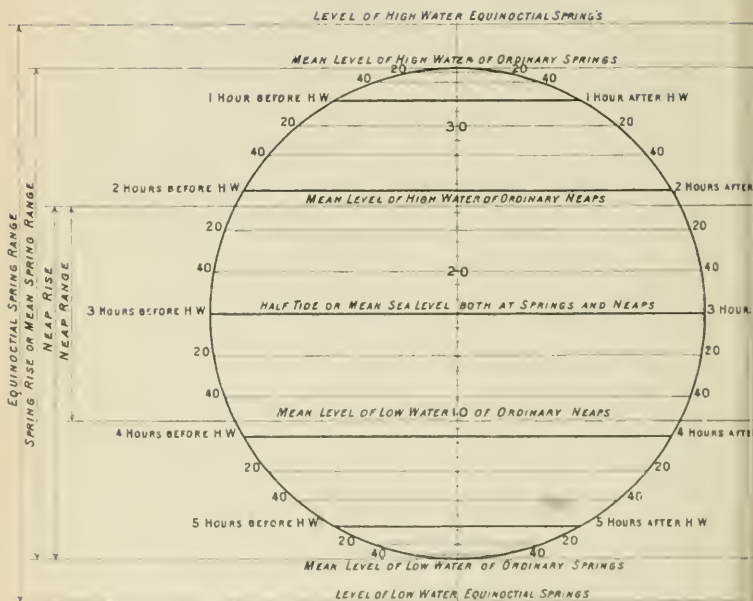 LEVEL OF HIGH WATER EQUINOCTIAL SPRING'S
MEAN LEVEL OF HIGH WATER OF ORDINARY SPRINGS
20 20
40 40
1 HOUR BEFORE H W 1 HOUR AFTER H W
20 3·0 20
40 40
2 HOURS BEFORE H W 2 HOURS AFTER
MEAN LEVEL OF HIGH WATER OF ORDINARY NEAPS
20 20
40 2·0 40
3 HOURS BEFORE H W HALF TIDE OR MEAN SEA LEVEL BOTH AT SPRINGS AND NEAPS 3 HOUR
20 20
40 40
MEAN LEVEL OF LOW WATER 1·0 OF ORDINARY NEAPS
4 HOURS BEFORE H W 4 HOURS AFTE
20 20
40 40
5 HOURS BEFORE H W 5 HOURS AFTER H W
20 20
40 40
MEAN LEVEL OF LOW WATER OF ORDINARY SPRINGS
LEVEL OF LOW WATER EQUINOCTIAL SPRINGS
EQUINOCTIAL SPRING RANGE
SPRING RISE OR MEAN SPRING RANGE
NEAP RISE
NEAP RANGE